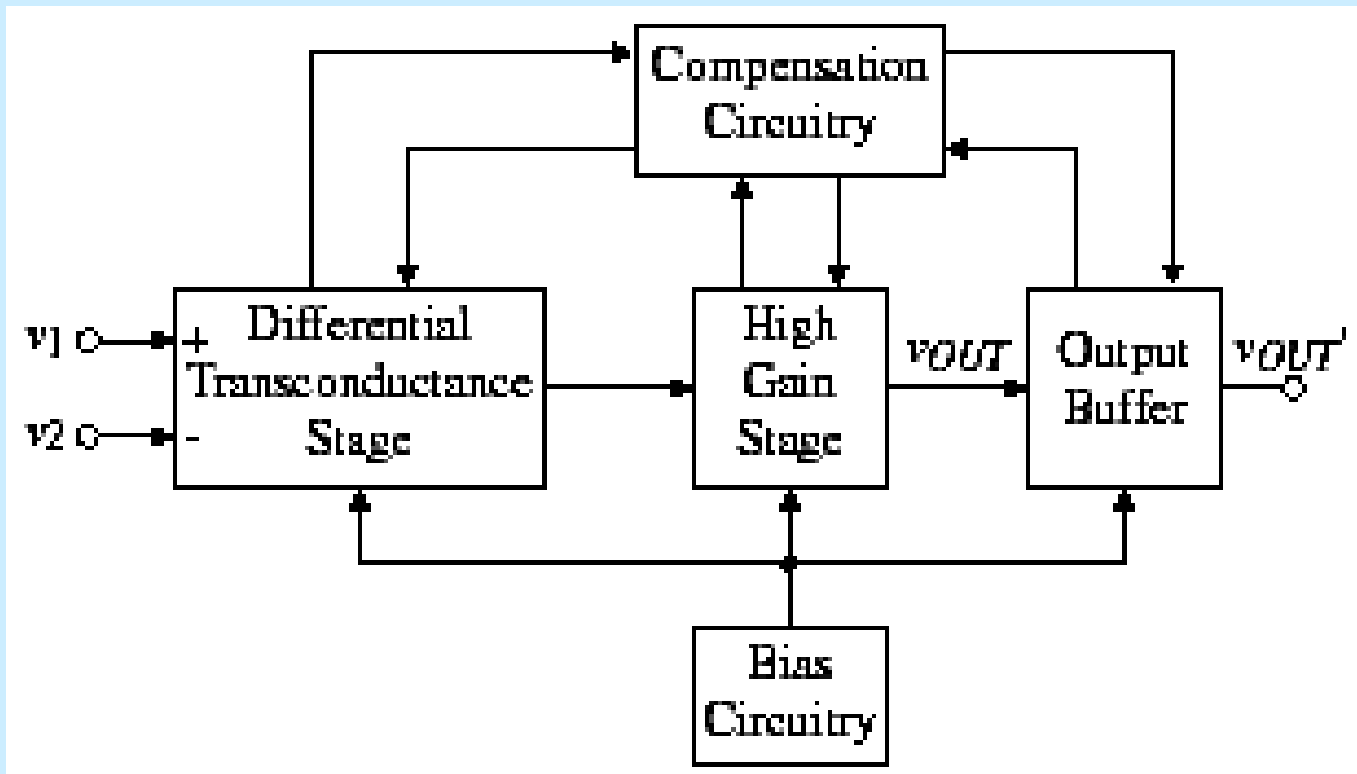 Compensation
Circuitry
v1
+
Differential
Transconductance
Stage
v2
-
High
Gain
Stage
vOUT
Output
Buffer
vOUT'
Bias
Circuitry